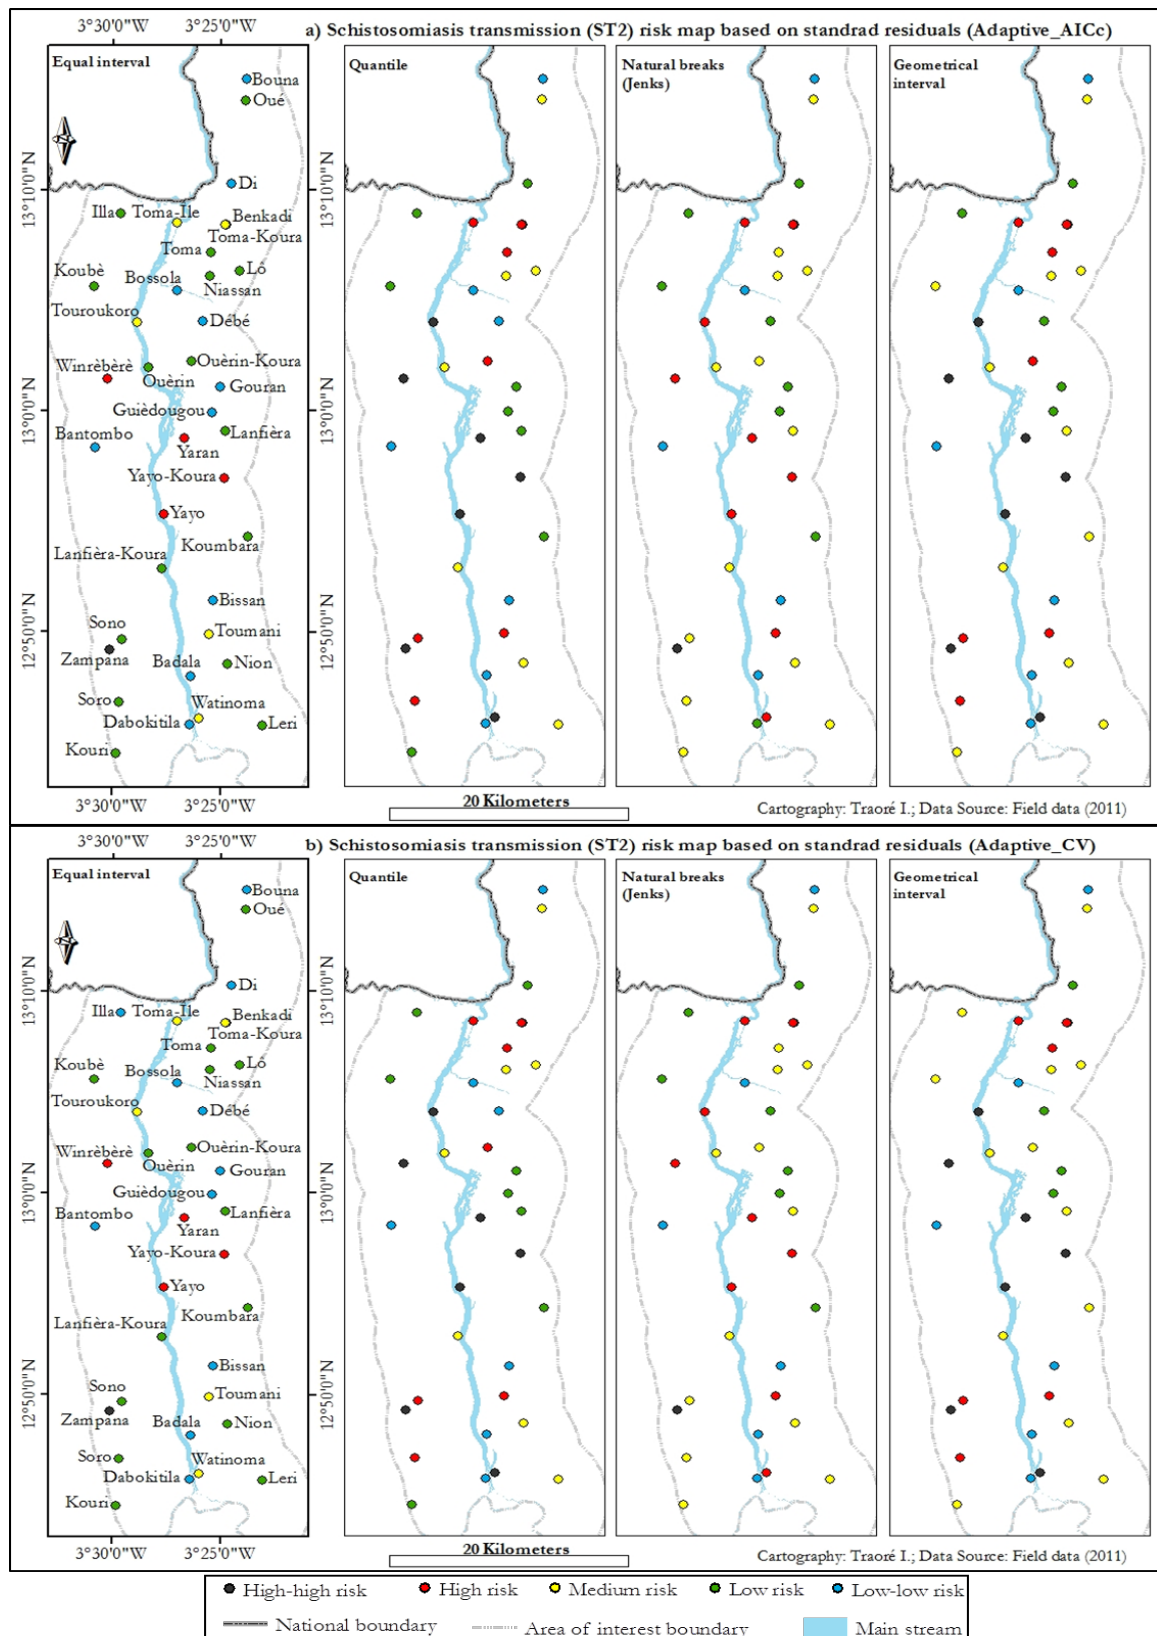 3°30'0"W 3°25'0"W
a) Schistosomiasis transmission (ST2) risk map based on standrad residuals (Adaptive_AICc)
Equal interval
Quantile
Natural breaks
(Jenks)
Geometrical
interval
Bouna
Oué
13°10'0"N
Di
Illa
Toma-Ile
Benkadi
Toma-Koura
Toma
Koubè
Bossola
Lô
Niassan
Touroukoro
Débé
Winrèbèrè
Ouèrin-Koura
Ouèrin
Gouran
13°0'0"N
Guièdougou
Bantombo
Lanfièra
Yaran
Yayo-Koura
Yayo
Koumbara
Lanfièra-Koura
Bissan
12°50'0"N
Sono
Toumani
Zampana
Badala
Nion
Soro
Watinoma
Dabokitila
Leri
Kouri
3°30'0"W 3°25'0"W
20 Kilometers
Cartography: Traoré I.; Data Source: Field data (2011)
3°30'0"W 3°25'0"W
b) Schistosomiasis transmission (ST2) risk map based on standrad residuals (Adaptive_CV)
Equal interval
Quantile
Natural breaks
(Jenks)
Geometrical
interval
Bouna
Oué
13°10'0"N
Di
Illa
Toma-Ile
Benkadi
Toma-Koura
Toma
Koubè
Bossola
Lô
Niassan
Touroukoro
Débé
Winrèbèrè
Ouèrin-Koura
Ouèrin
Gouran
13°0'0"N
Guièdougou
Bantombo
Lanfièra
Yaran
Yayo-Koura
Yayo
Koumbara
Lanfièra-Koura
Bissan
12°50'0"N
Sono
Toumani
Zampana
Badala
Nion
Soro
Watinoma
Dabokitila
Leri
Kouri
3°30'0"W 3°25'0"W
20 Kilometers
Cartography: Traoré I.; Data Source: Field data (2011)
High-high risk High risk Medium risk Low risk Low-low risk
National boundary Area of interest boundary Main stream